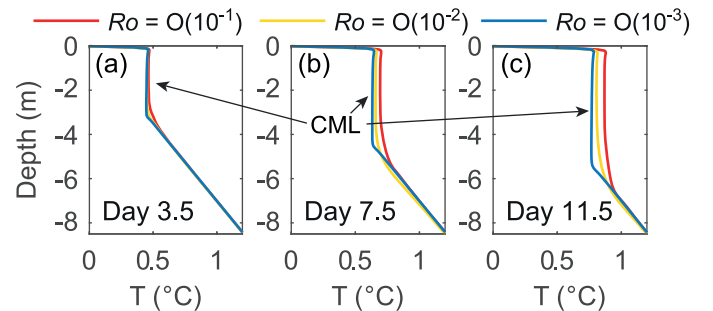 Ro = O(10⁻¹) Ro = O(10⁻²) Ro = O(10⁻³)
0 (a) (b) (c)
-2
CML
-4
-6
-8 Day 3.5 Day 7.5 Day 11.5
Depth (m)
0 0.5 1 0 0.5 1 0 0.5 1
T (°C) T (°C) T (°C)